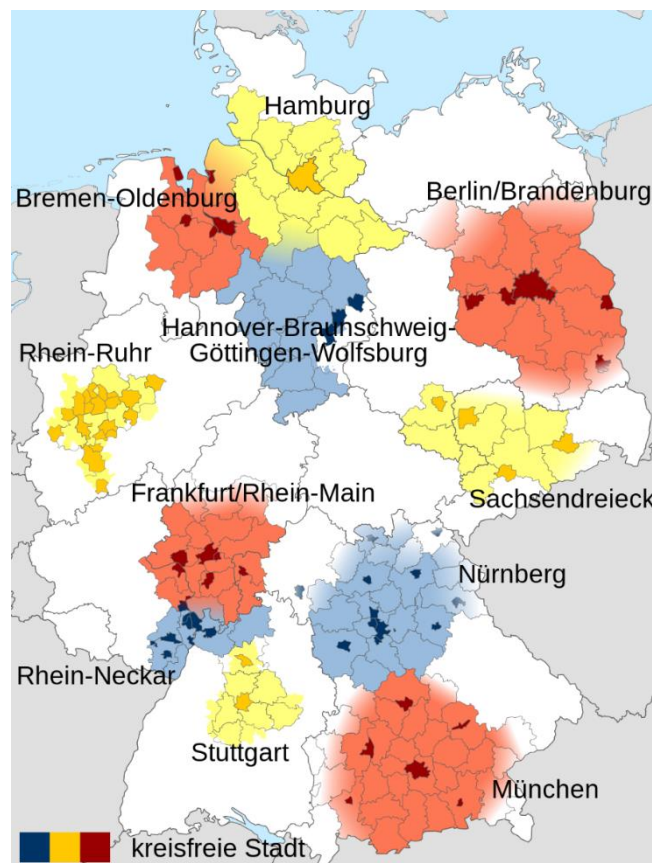 Hamburg
Bremen-Oldenburg
Berlin/Brandenburg
Hannover-Braunschweig-
Göttingen-Wolfsburg
Rhein-Ruhr
Sachsendreieck
Frankfurt/Rhein-Main
Nürnberg
Rhein-Neckar
Stuttgart
München
kreisfreie Stadt